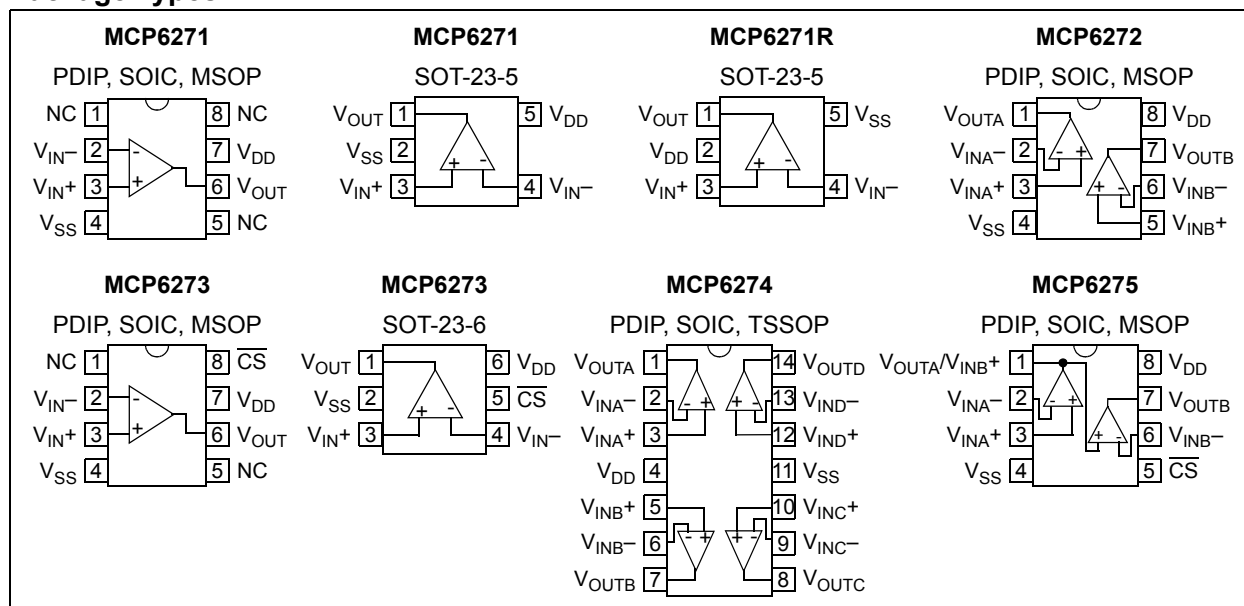 MCP6271
PDIP, SOIC, MSOP
NC 1
8 NC
VIN– 2
7 VDD
VIN+ 3
6 VOUT
VSS 4
5 NC
-
+
MCP6271
SOT-23-5
VOUT 1
5 VDD
VSS 2
VIN+ 3
4 VIN–
+ -
MCP6271R
SOT-23-5
VOUT 1
5 VSS
VDD 2
VIN+ 3
4 VIN–
+ -
MCP6272
PDIP, SOIC, MSOP
VOUTA 1
8 VDD
VINA– 2
7 VOUTB
VINA+ 3
6 VINB–
VSS 4
5 VINB+
- +
+ -
MCP6273
PDIP, SOIC, MSOP
NC 1
8 C̅S̅
VIN– 2
7 VDD
VIN+ 3
6 VOUT
VSS 4
5 NC
-
+
MCP6273
SOT-23-6
VOUT 1
6 VDD
VSS 2
5 C̅S̅
VIN+ 3
4 VIN–
+ -
MCP6274
PDIP, SOIC, TSSOP
VOUTA 1
14 VOUTD
VINA– 2
13 VIND–
VINA+ 3
12 VIND+
VDD 4
11 VSS
VINB+ 5
10 VINC+
VINB– 6
9 VINC–
VOUTB 7
8 VOUTC
- +
+ -
- +
+ -
MCP6275
PDIP, SOIC, MSOP
VOUTA/VINB+ 1
8 VDD
VINA– 2
7 VOUTB
VINA+ 3
6 VINB–
VSS 4
5 C̅S̅
- +
+ -